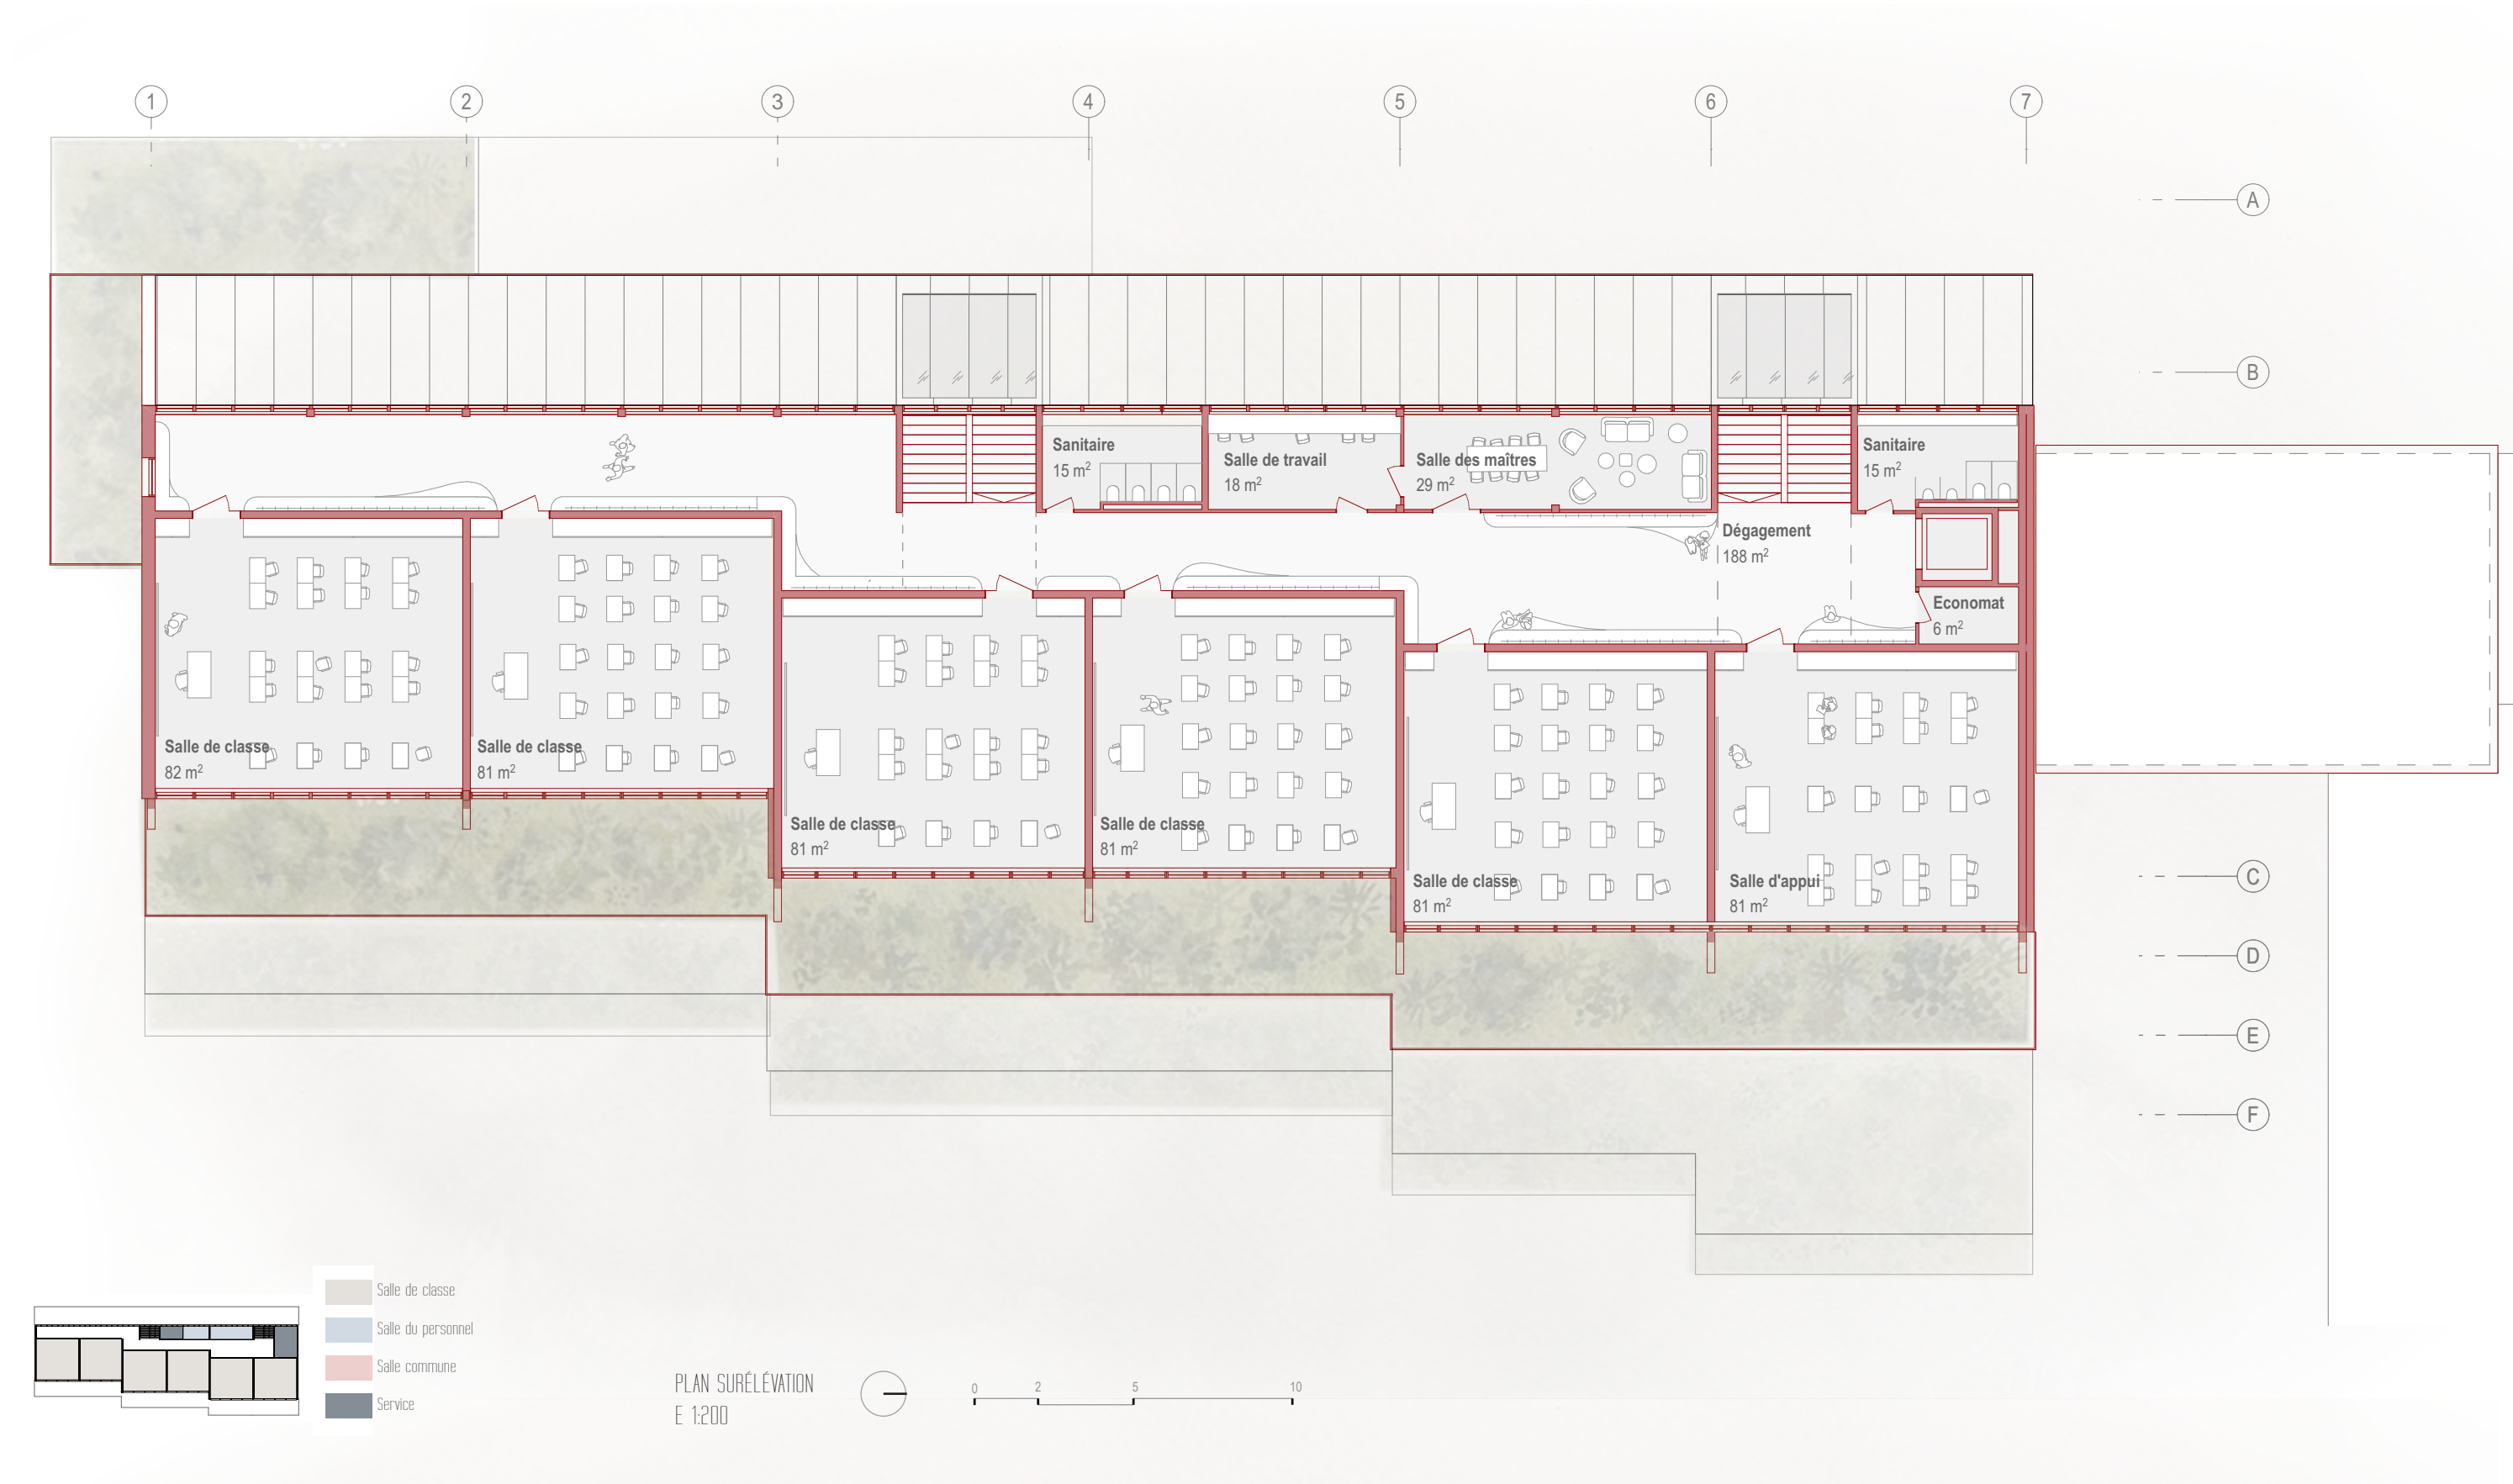 1 2 3 4 5 6 7
A
B
C
D
E
F
Sanitaire
15 m²
Salle de travail
18 m²
Salle des maîtres
29 m²
Sanitaire
15 m²
Dégagement
188 m²
Economat
6 m²
Salle de classe
82 m²
Salle de classe
81 m²
Salle de classe
81 m²
Salle de classe
81 m²
Salle de classe
81 m²
Salle d'appui
81 m²
Salle de classe
Salle du personnel
Salle commune
Service
PLAN SURÉLÉVATION
E 1:200
0 2 5 10